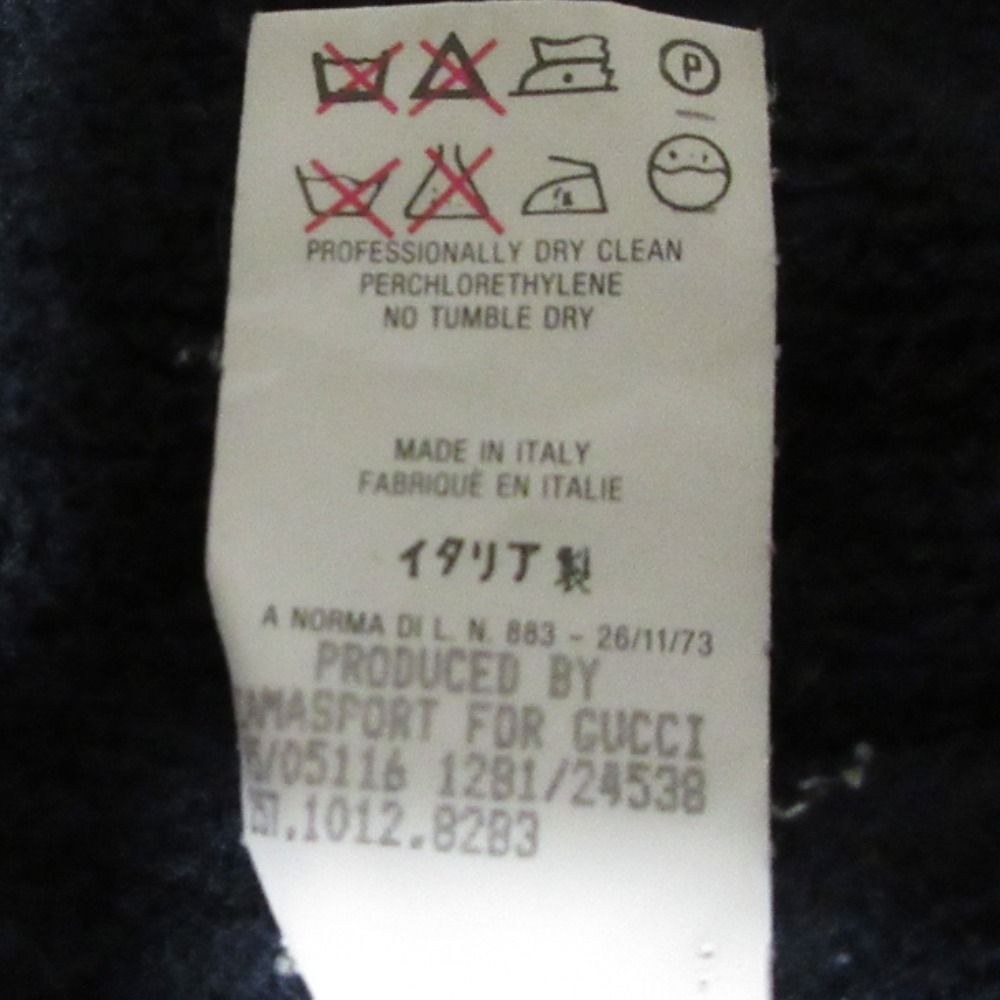 P
PROFESSIONALLY DRY CLEAN
PERCHLORETHYLENE
NO TUMBLE DRY
MADE IN ITALY
FABRIQUÉ EN ITALIE
イタリア製
A NORMA DI L. N. 883 - 26/11/73
PRODUCED BY
FOR GUCCI
1281/24538